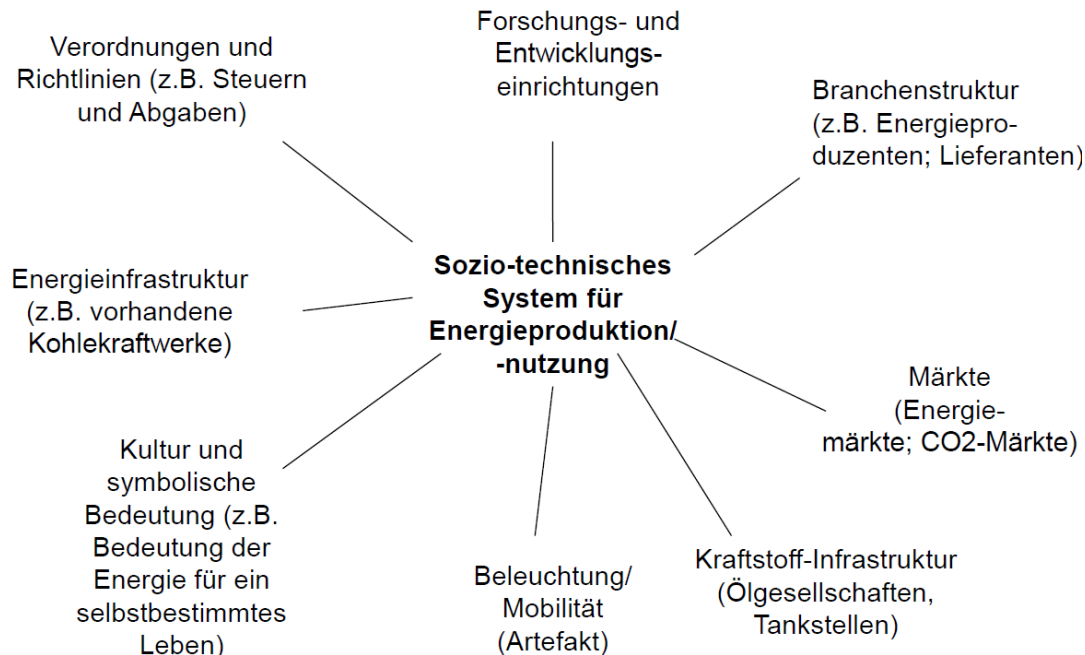 Verordnungen und
Richtlinien (z.B. Steuern
und Abgaben)
Forschungs- und
Entwicklungs-
einrichtungen
Branchenstruktur
(z.B. Energiepro-
duzenten; Lieferanten)
Energieinfrastruktur
(z.B. vorhandene
Kohlekraftwerke)
Sozio-technisches
System für
Energieproduktion/
-nutzung
Märkte
(Energie-
märkte; CO2-Märkte)
Kultur und
symbolische
Bedeutung (z.B.
Bedeutung der
Energie für ein
selbstbestimmtes
Leben)
Beleuchtung/
Mobilität
(Artefakt)
Kraftstoff-Infrastruktur
(Ölgesellschaften,
Tankstellen)